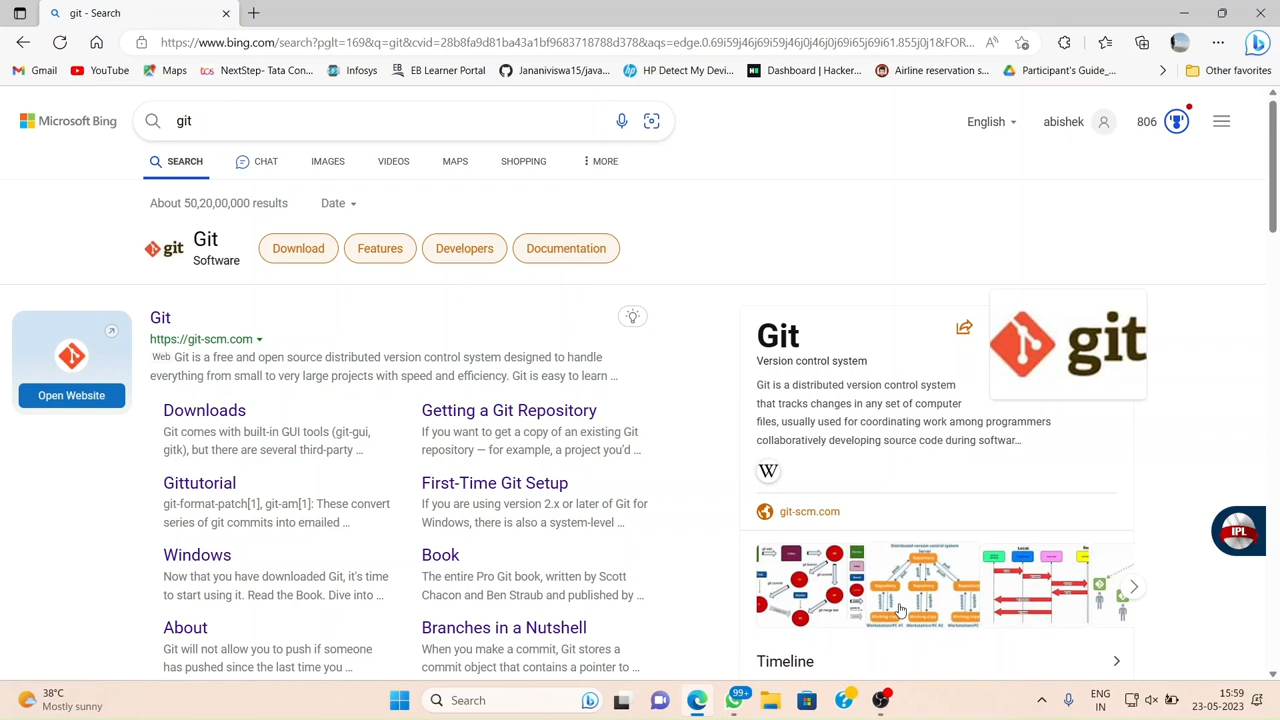 git - Search
https://www.bing.com/search?pglt=169&q=git&cvid=28b8fa9d81ba43a1bf9683718788d378&aqs=edge.0.69i59j46j69i59j46j0j46j0j69i65j69i61.855j0j1&FOR...
Gmail YouTube Maps NextStep- Tata Con... Infosys EB Learner Portal Jananiviswa15/java... HP Detect My Devi... Dashboard | Hacker... Airline reservation s... Participant's Guide_... Other favorites
Microsoft Bing git English abishek 806
SEARCH CHAT IMAGES VIDEOS MAPS SHOPPING MORE
About 50,20,00,000 results Date
git Git Software
Download Features Developers Documentation
Git
https://git-scm.com
Web Git is a free and open source distributed version control system designed to handle
everything from small to very large projects with speed and efficiency. Git is easy to learn ...
Open Website
Downloads
Git comes with built-in GUI tools (git-gui,
gitk), but there are several third-party ...
Getting a Git Repository
If you want to get a copy of an existing Git
repository — for example, a project you'd ...
Gittutorial
git-format-patch[1], git-am[1]: These convert
series of git commits into emailed ...
First-Time Git Setup
If you are using version 2.x or later of Git for
Windows, there is also a system-level ...
Windows
Now that you have downloaded Git, it's time
to start using it. Read the Book. Dive into ...
Book
The entire Pro Git book, written by Scott
Chacon and Ben Straub and published by ...
About
Git will not allow you to push if someone
has pushed since the last time you ...
Branches in a Nutshell
When you make a commit, Git stores a
commit object that contains a pointer to ...
Git
Version control system
git
Git is a distributed version control system
that tracks changes in any set of computer
files, usually used for coordinating work among programmers
collaboratively developing source code during softwar...
W
git-scm.com
IPL
Timeline
38°C
Mostly sunny
Search
99+
ENG
IN
15:59
23-05-2023